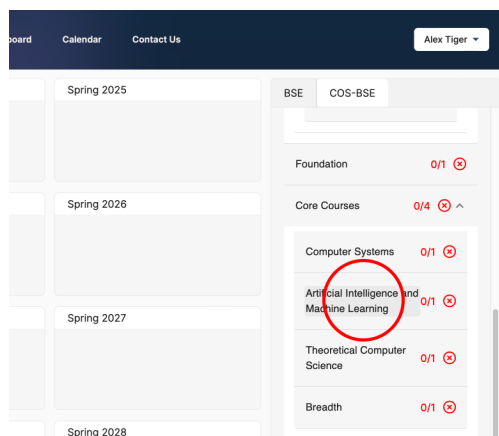 Calendar
Contact Us
Alex Tiger
Spring 2025
BSE
COS-BSE
Foundation
0/1
Spring 2026
Core Courses
0/4
Computer Systems
0/1
Artificial Intelligence and
Machine Learning
0/1
Spring 2027
Theoretical Computer
Science
0/1
Breadth
0/1
Spring 2028